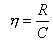 η = R/C